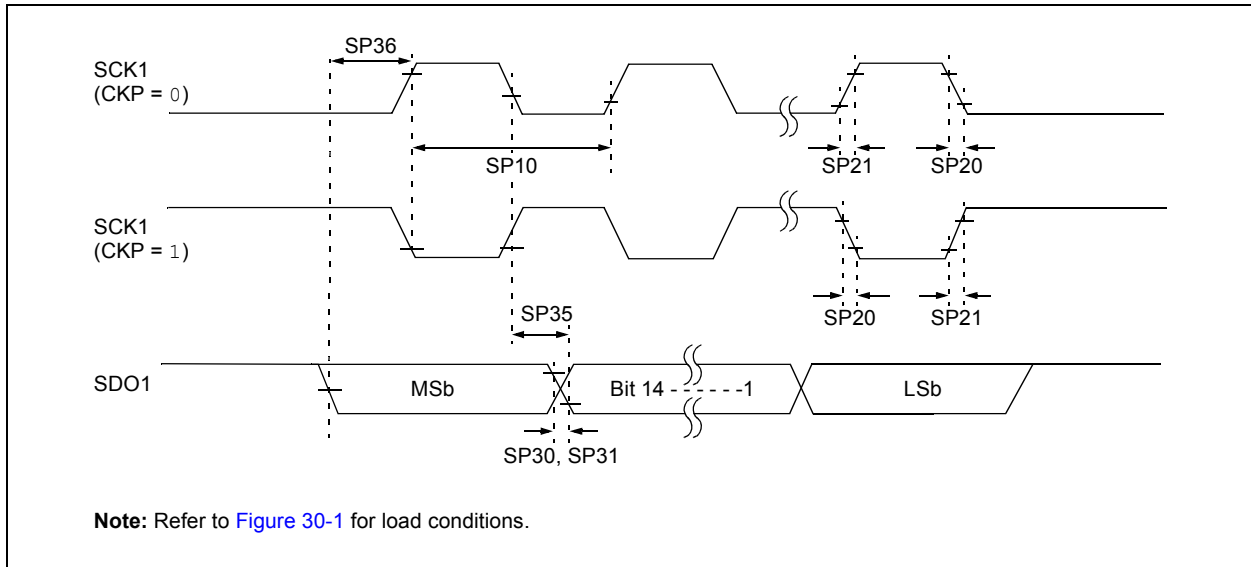 SP36
SCK1
(CKP = 0)
SP10
SP21
SP20
SCK1
(CKP = 1)
SP35
SP20
SP21
SDO1
MSb
Bit 14 - - - - - - -1
LSb
SP30, SP31
Note: Refer to Figure 30-1 for load conditions.